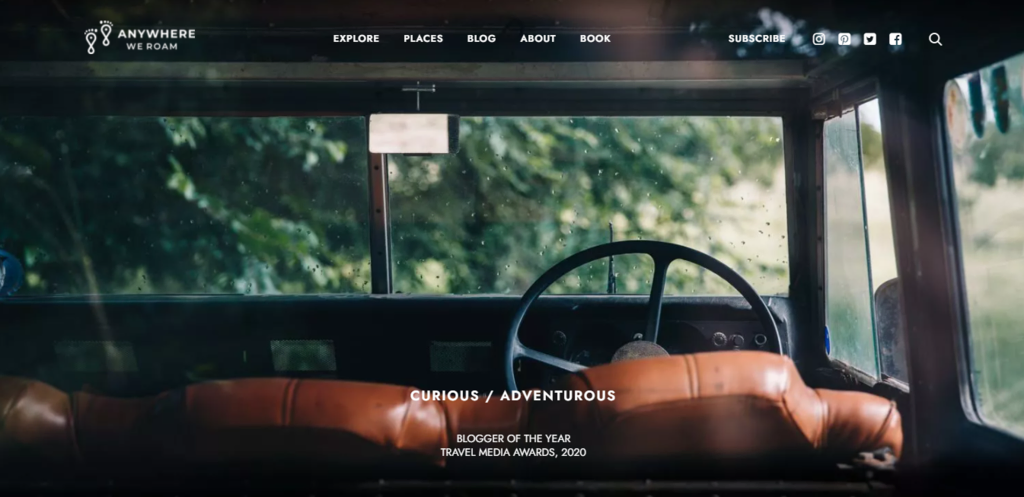 ANYWHERE
WE ROAM
EXPLORE
PLACES
BLOG
ABOUT
BOOK
SUBSCRIBE
CURIOUS / ADVENTUROUS
BLOGGER OF THE YEAR
TRAVEL MEDIA AWARDS, 2020